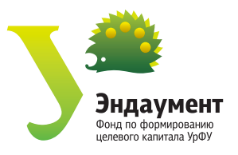 У
Эндаумент
Фонд по формированию
целевого капитала УрФУ